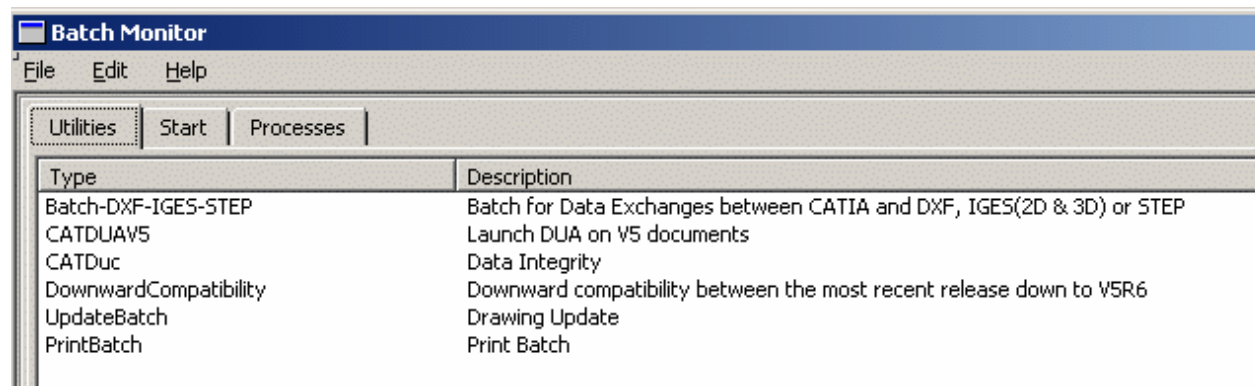 Batch Monitor
File Edit Help
Utilities Start Processes
Type Description
Batch-DXF-IGES-STEP Batch for Data Exchanges between CATIA and DXF, IGES(2D & 3D) or STEP
CATDUAV5 Launch DUA on V5 documents
CATDuc Data Integrity
DownwardCompatibility Downward compatibility between the most recent release down to V5R6
UpdateBatch Drawing Update
PrintBatch Print Batch